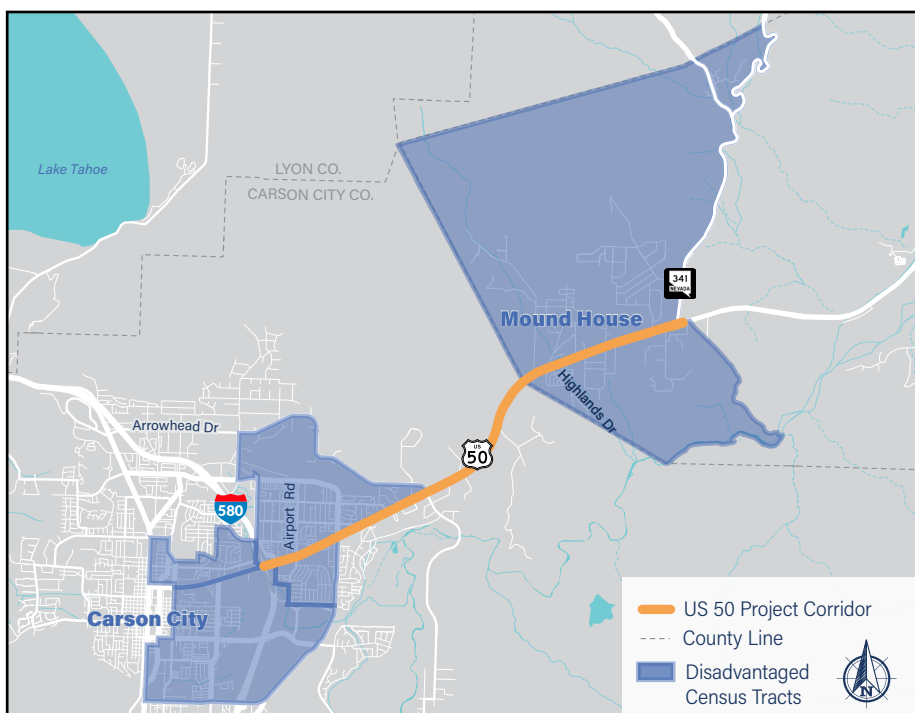 Lake Tahoe
LYON CO.
CARSON CITY CO.
341
NEVADA
Mound House
Highlands Dr
US
50
Arrowhead Dr
580
Airport Rd
Carson City
US 50 Project Corridor
County Line
Disadvantaged
Census Tracts
N